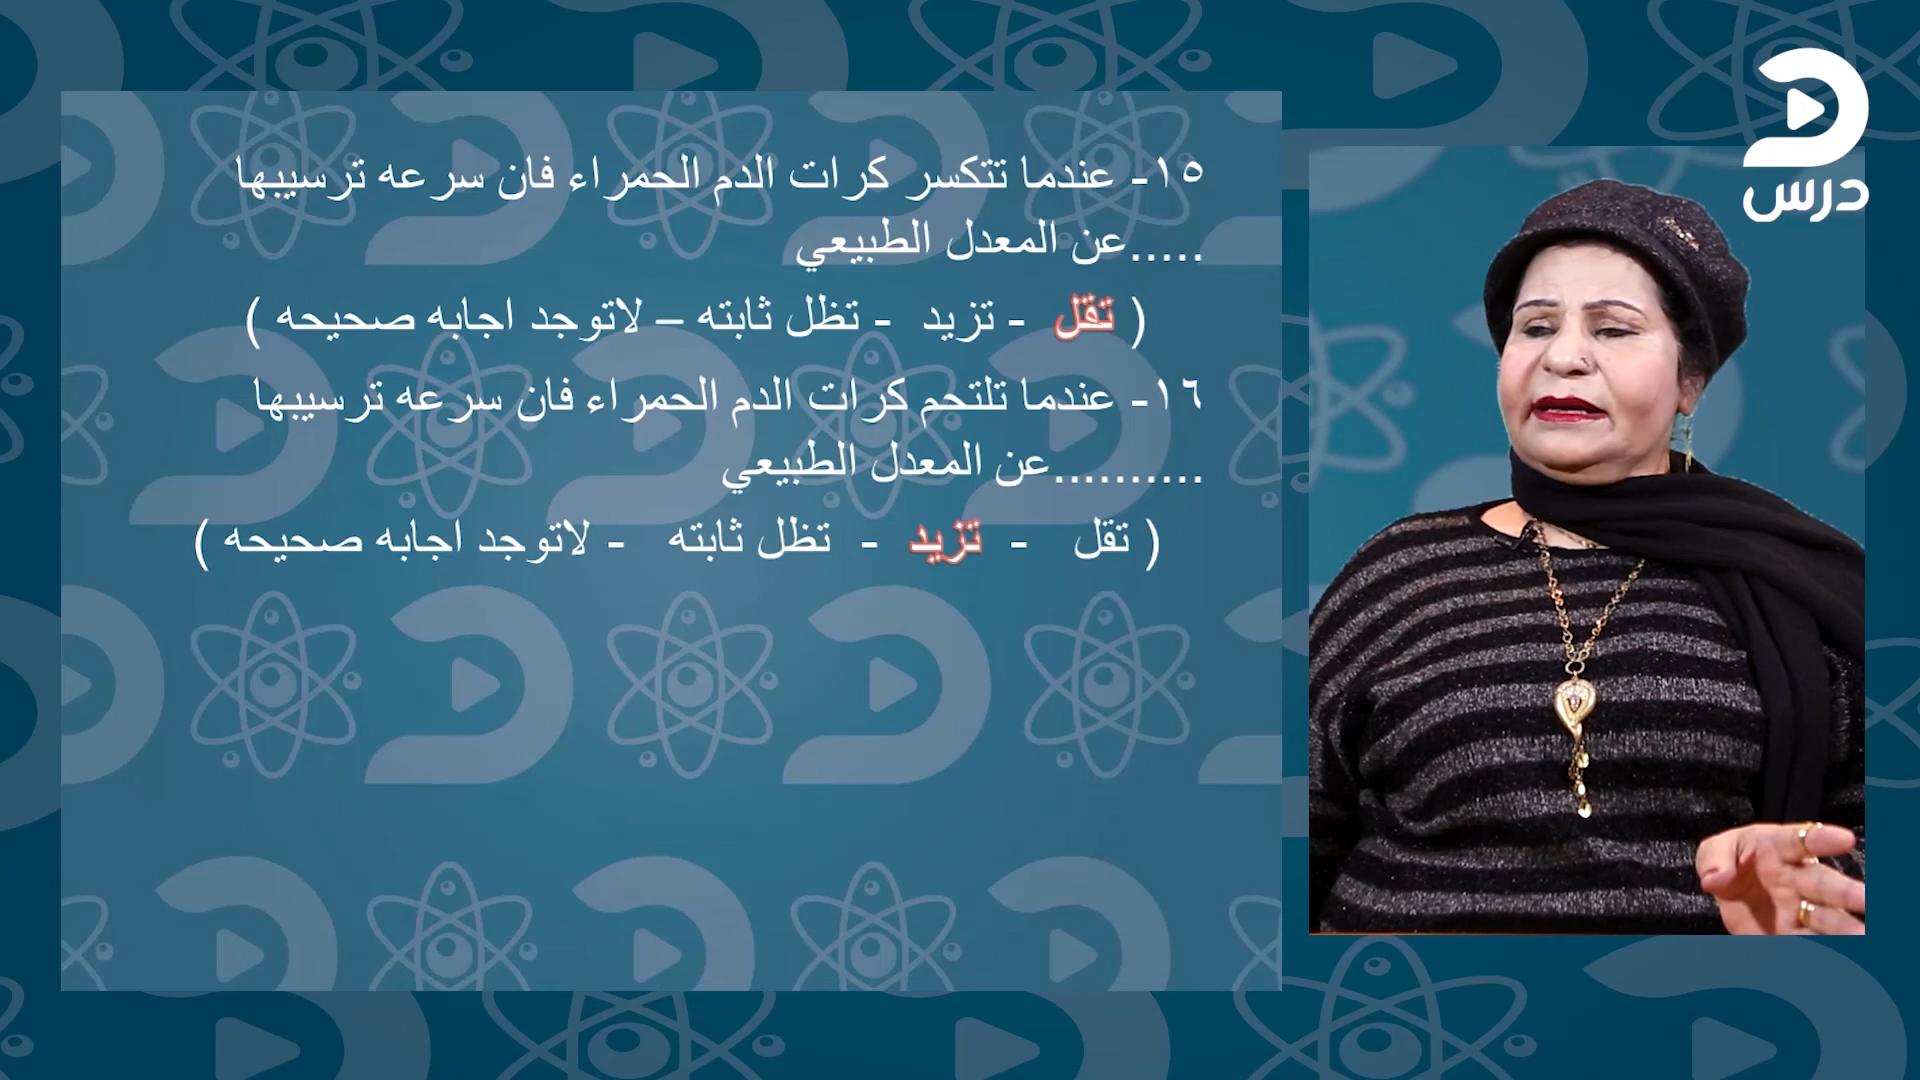 ١٥- عندما تتكسر كرات الدم الحمراء فان سرعه ترسيبها
.....عن المعدل الطبيعي
( تقل - تزيد - تظل ثابته – لاتوجد اجابه صحيحه )
١٦- عندما تلتحم كرات الدم الحمراء فان سرعه ترسيبها
..........عن المعدل الطبيعي
( تقل - تزيد - تظل ثابته - لاتوجد اجابه صحيحه )
درس